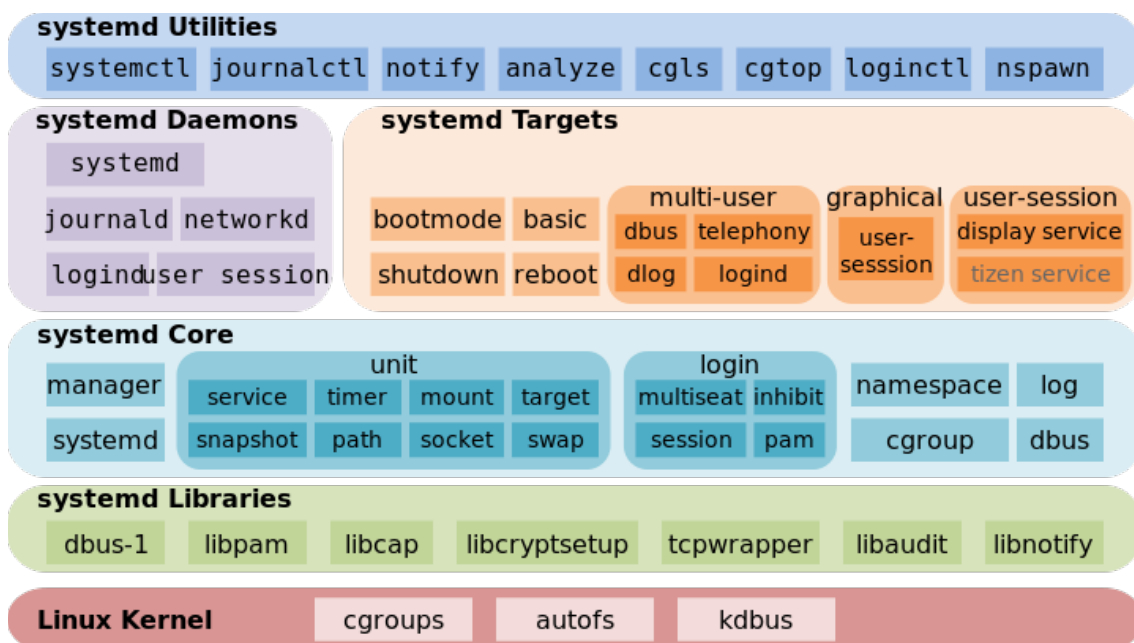 systemd Utilities
systemctl journalctl notify analyze cgls cgtop loginctl nspawn
systemd Daemons
systemd
journald networkd
logind user session
systemd Targets
bootmode basic
shutdown reboot
multi-user
dbus telephony
dlog logind
graphical
user-
sesssion
user-session
display service
tizen service
systemd Core
manager
systemd
unit
service timer mount target
snapshot path socket swap
login
multiseat inhibit
session pam
namespace log
cgroup dbus
systemd Libraries
dbus-1 libpam libcap libcryptsetup tcpwrapper libaudit libnotify
Linux Kernel cgroups autofs kdbus